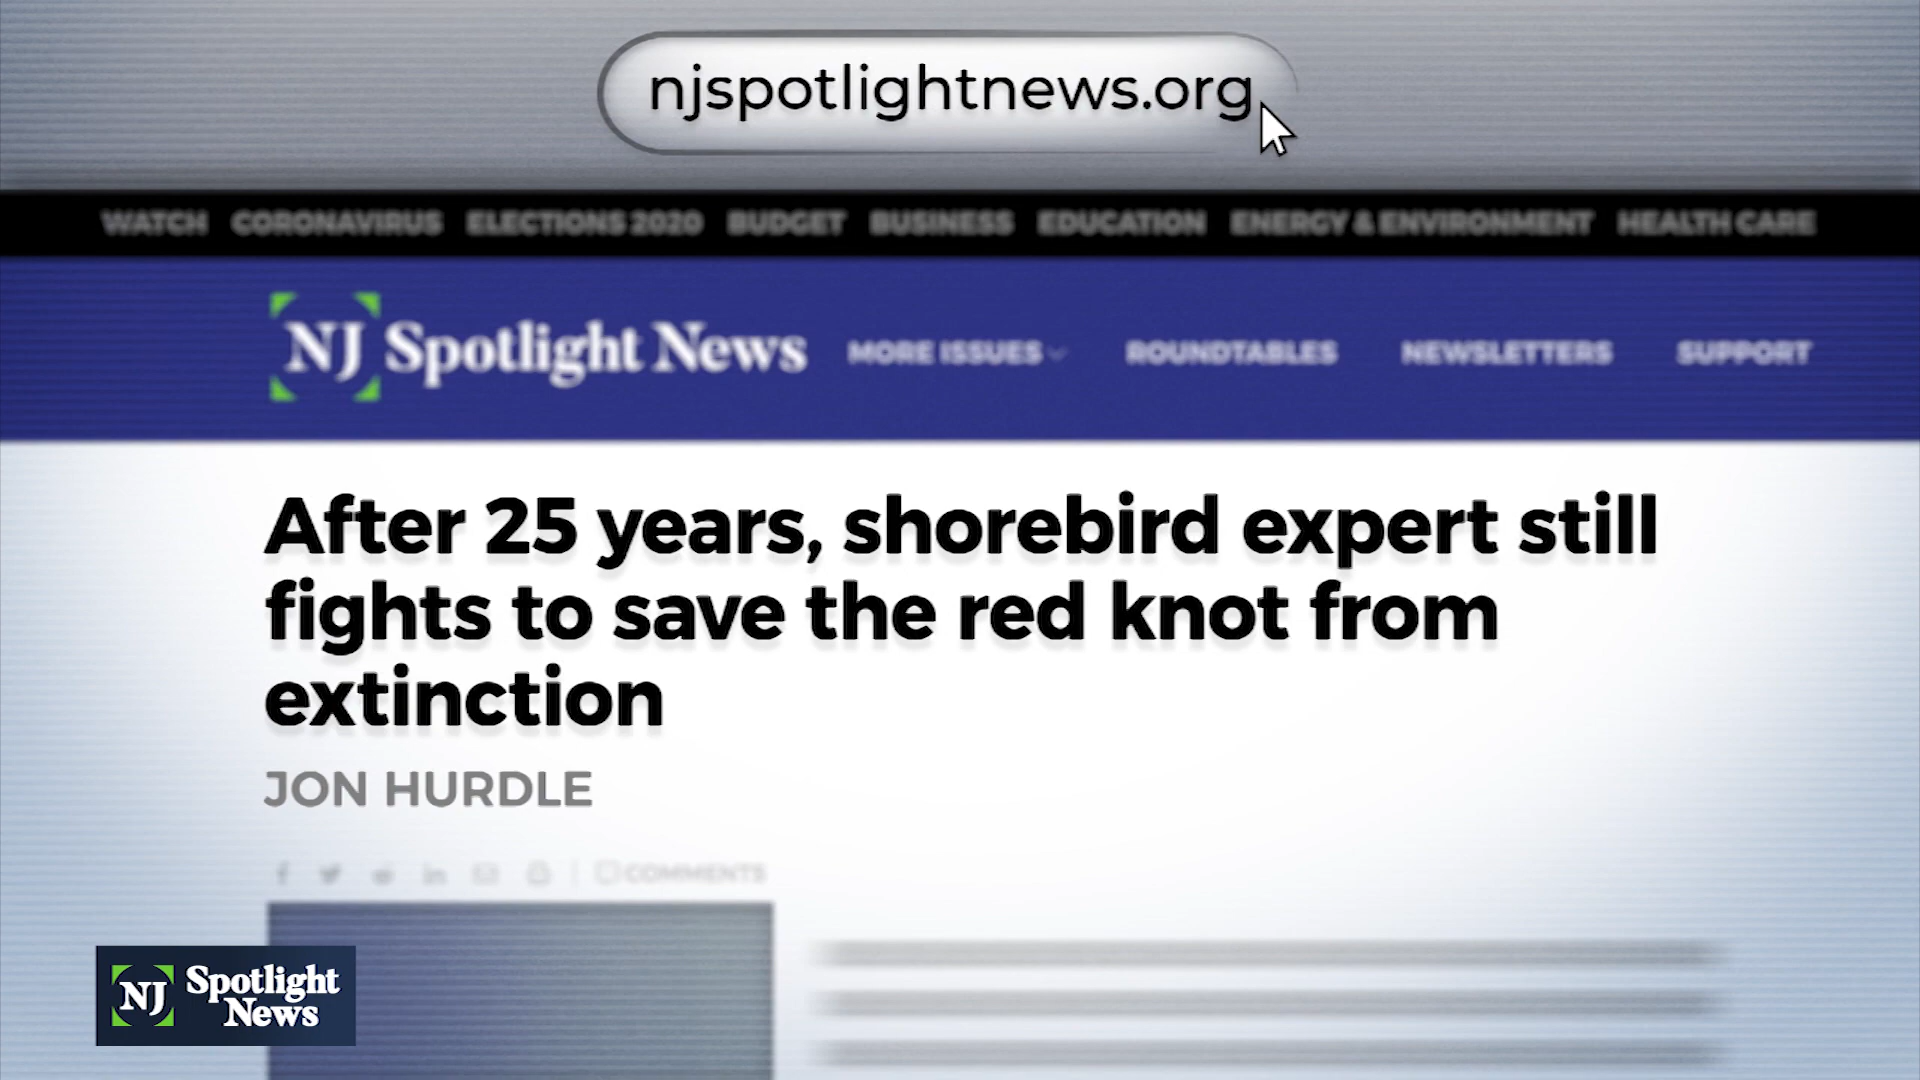 njspotlightnews.org
WATCH CORONAVIRUS ELECTIONS 2020 BUDGET BUSINESS EDUCATION ENERGY & ENVIRONMENT HEALTH CARE
NJ Spotlight News MORE ISSUES ROUNDTABLES NEWSLETTERS SUPPORT
After 25 years, shorebird expert still
fights to save the red knot from
extinction
JON HURDLE
COMMENTS
NJ Spotlight
News